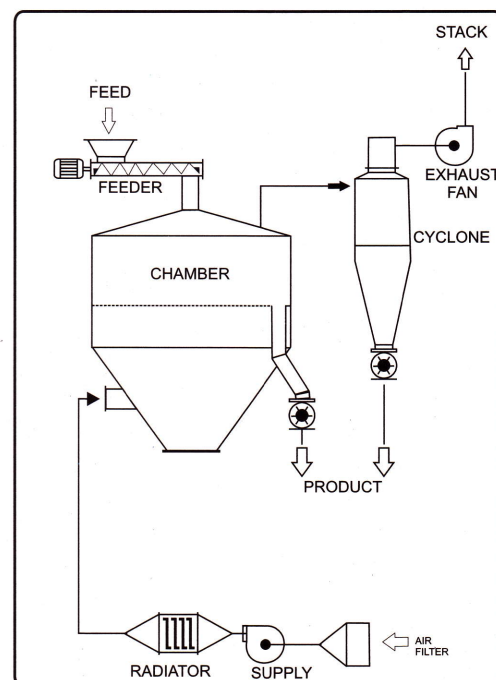 STACK
FEED
FEEDER
EXHAUST
FAN
CYCLONE
CHAMBER
PRODUCT
AIR
FILTER
RADIATOR
SUPPLY